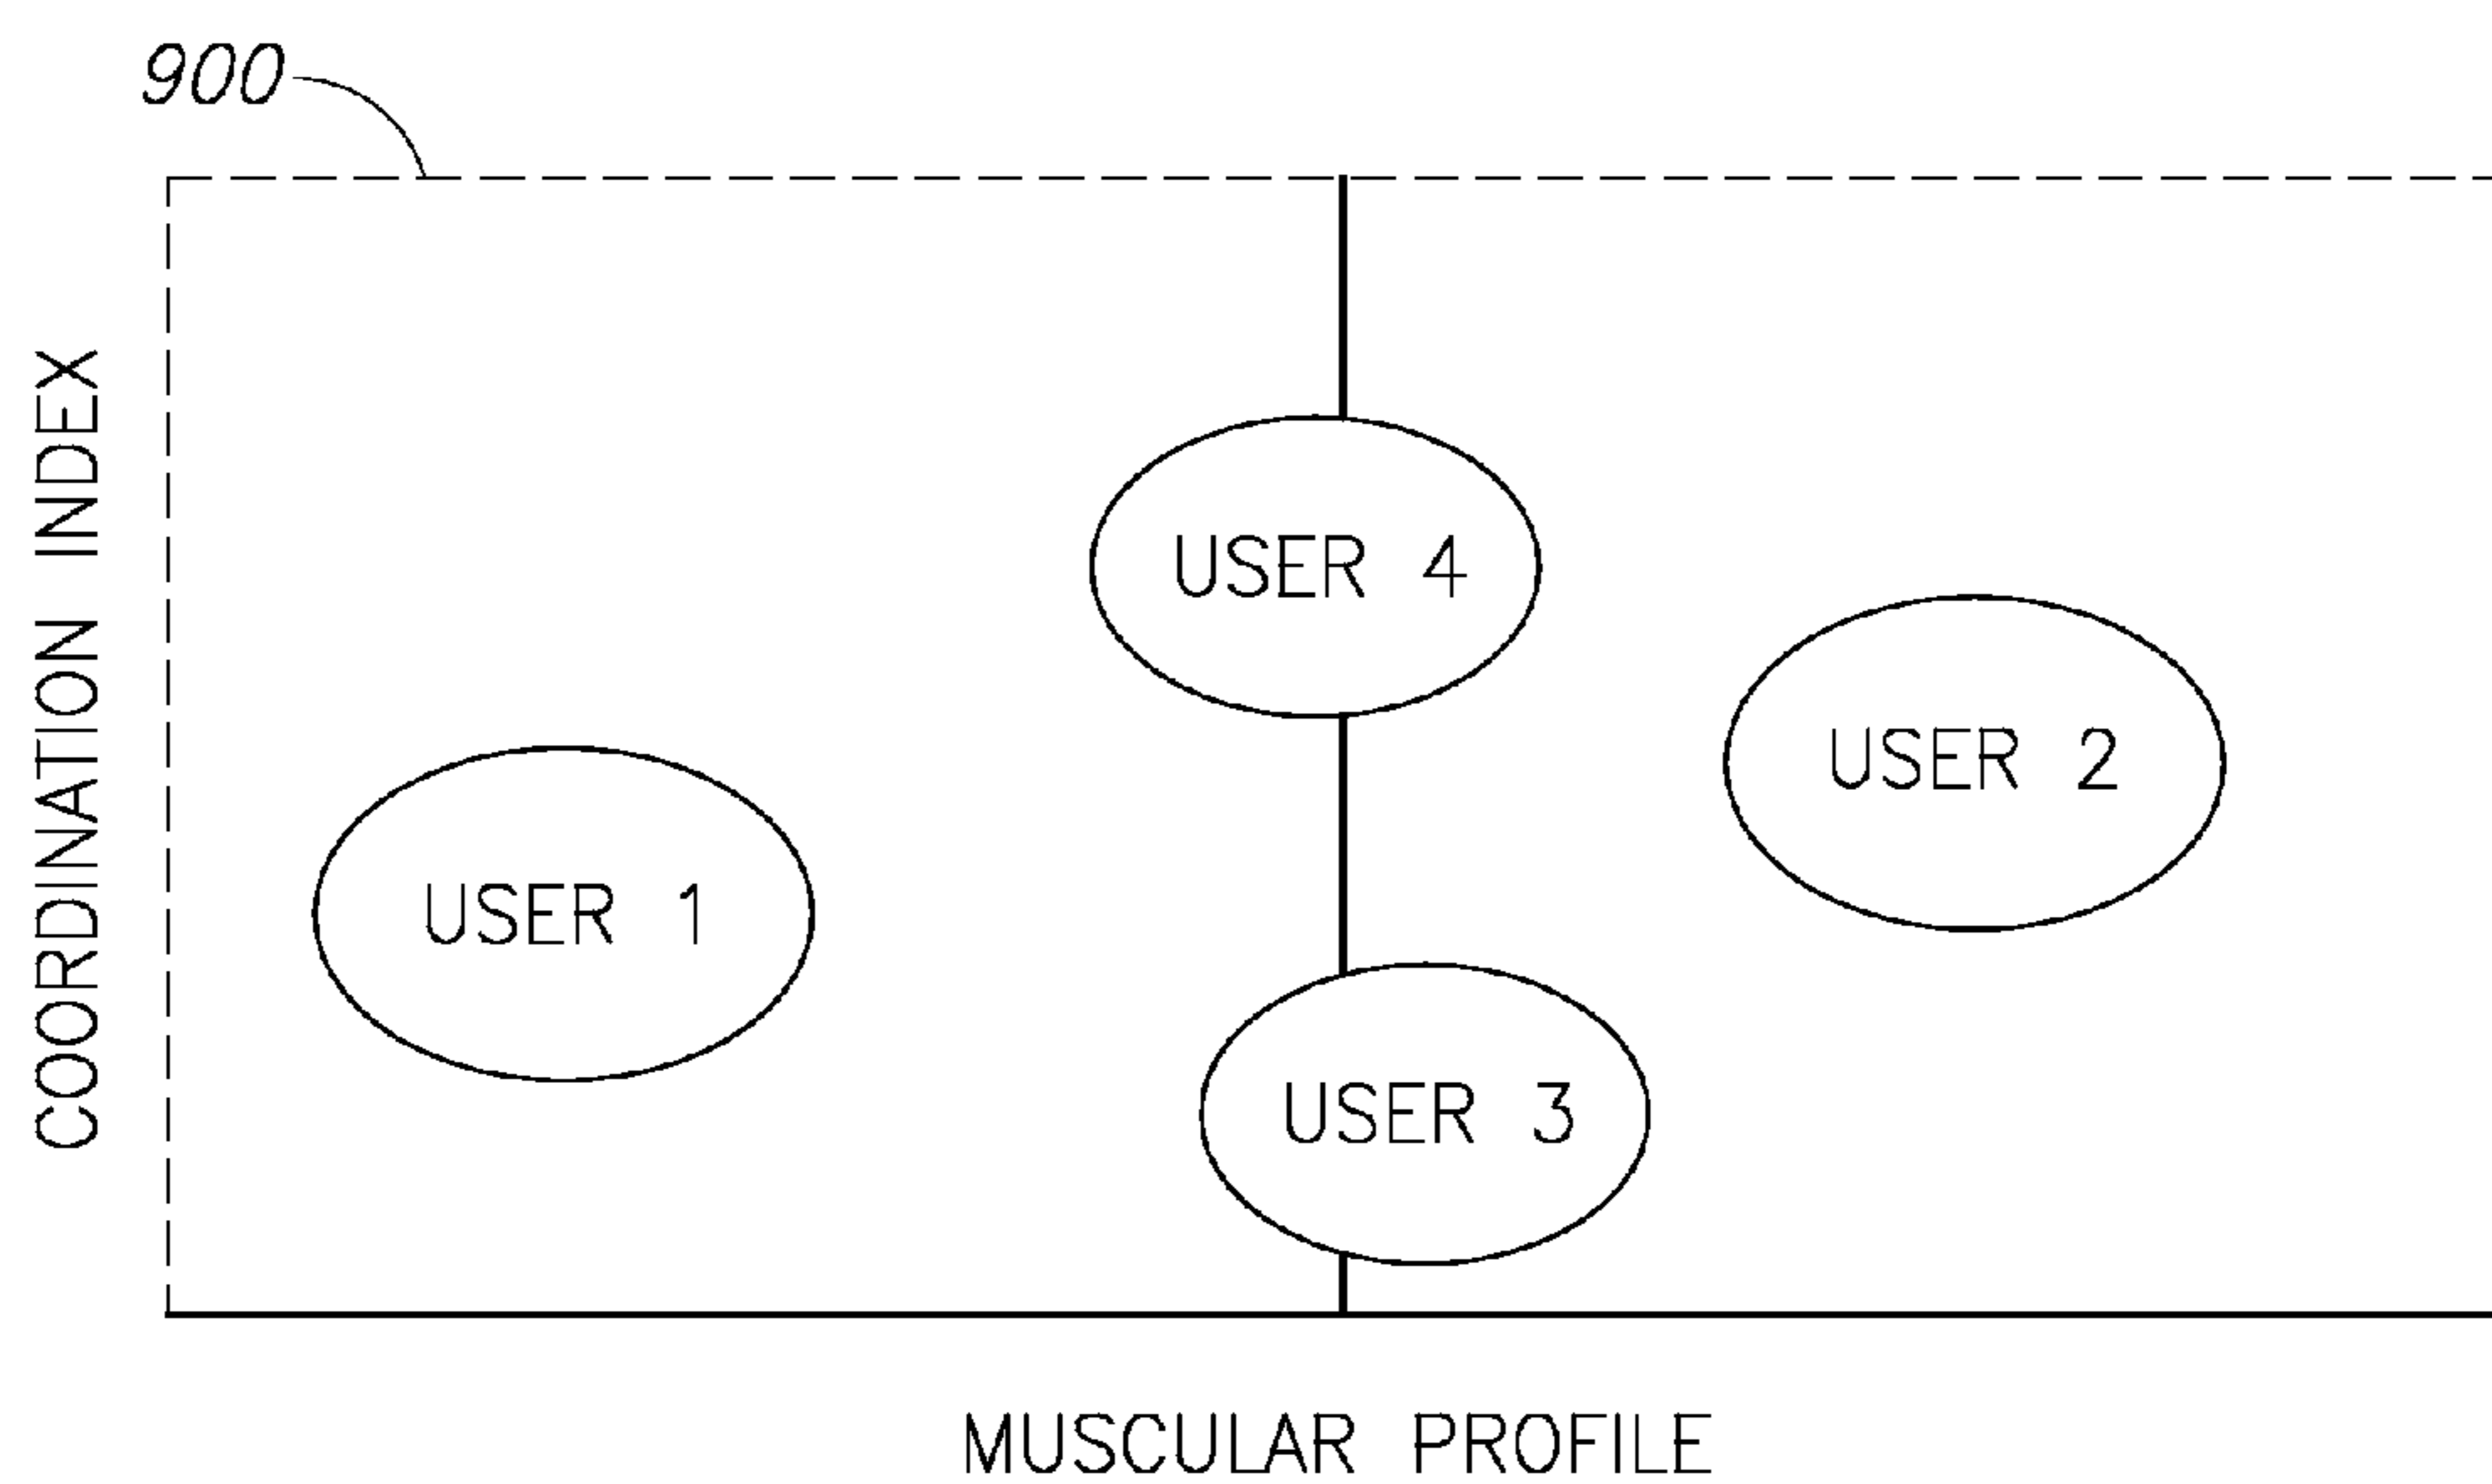 900
COORDINATION INDEX
USER 4
USER 2
USER 1
USER 3
MUSCULAR PROFILE